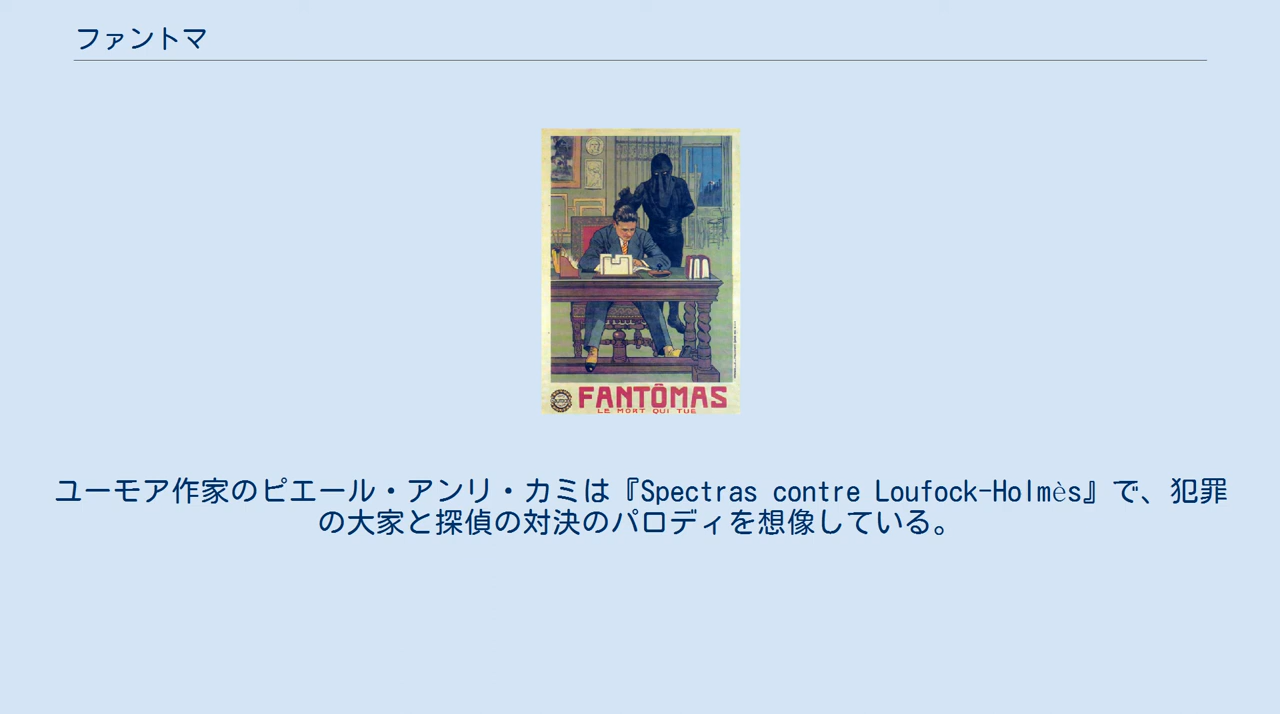 ファントマ
FANTÔMAS
LE MORT QUI TUE
ユーモア作家のピエール・アンリ・カミは『Spectras contre Loufock-Holmès』で、犯罪
の大家と探偵の対決のパロディを想像している。